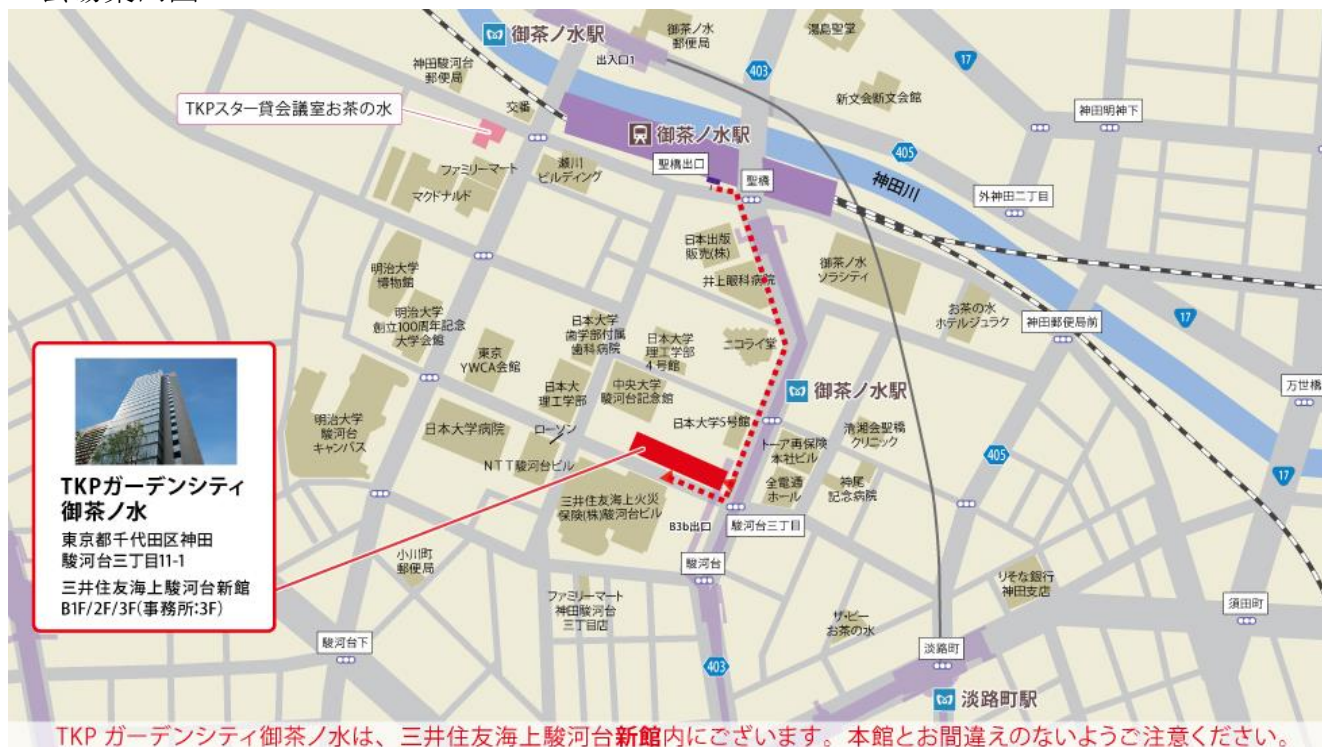 御茶ノ水駅
御茶ノ水
郵便局
湯島聖堂
17
神田駿河台
郵便局
出入口1
403
新文会新文会館
神田明神下
TKPスター貸会議室お茶の水
交番
御茶ノ水駅
405
ファミリーマート
瀬川
ビルディング
聖橋出口
聖橋
神田川
外神田二丁目
マクドナルド
日本出版
販売(株)
明治大学
博物館
井上眼科病院
御茶ノ水
ソラシティ
お茶の水
ホテルジュラク
神田郵便局前
17
明治大学
創立100周年記念
大学会館
日本大学
歯学部付属
歯科病院
日本大学
理工学部
4号館
ニコライ堂
東京
YWCA会館
日本大
理工学部
中央大学
駿河台記念館
御茶ノ水駅
万世橋
明治大学
駿河台
キャンパス
日本大学病院
ローソン
日本大学5号館
トーア再保険
本社ビル
クリニック
405
NTT駿河台ビル
全電通
ホール
神尾
記念病院
17
三井住友海上火災
保険(株)駿河台ビル
B3b出口
駿河台三丁目
TKPガーデンシティ
御茶ノ水
東京都千代田区神田
駿河台三丁目11-1
三井住友海上駿河台新館
B1F/2F/3F(事務所:3F)
小川町
郵便局
駿河台
りそな銀行
神田支店
ファミリーマート
神田駿河台
三丁目店
ザ・ビー
お茶の水
須田町
駿河台下
淡路町
403
淡路町駅
TKP ガーデンシティ御茶ノ水は、三井住友海上駿河台新館内にございます。本館とお間違えのないようご注意ください。